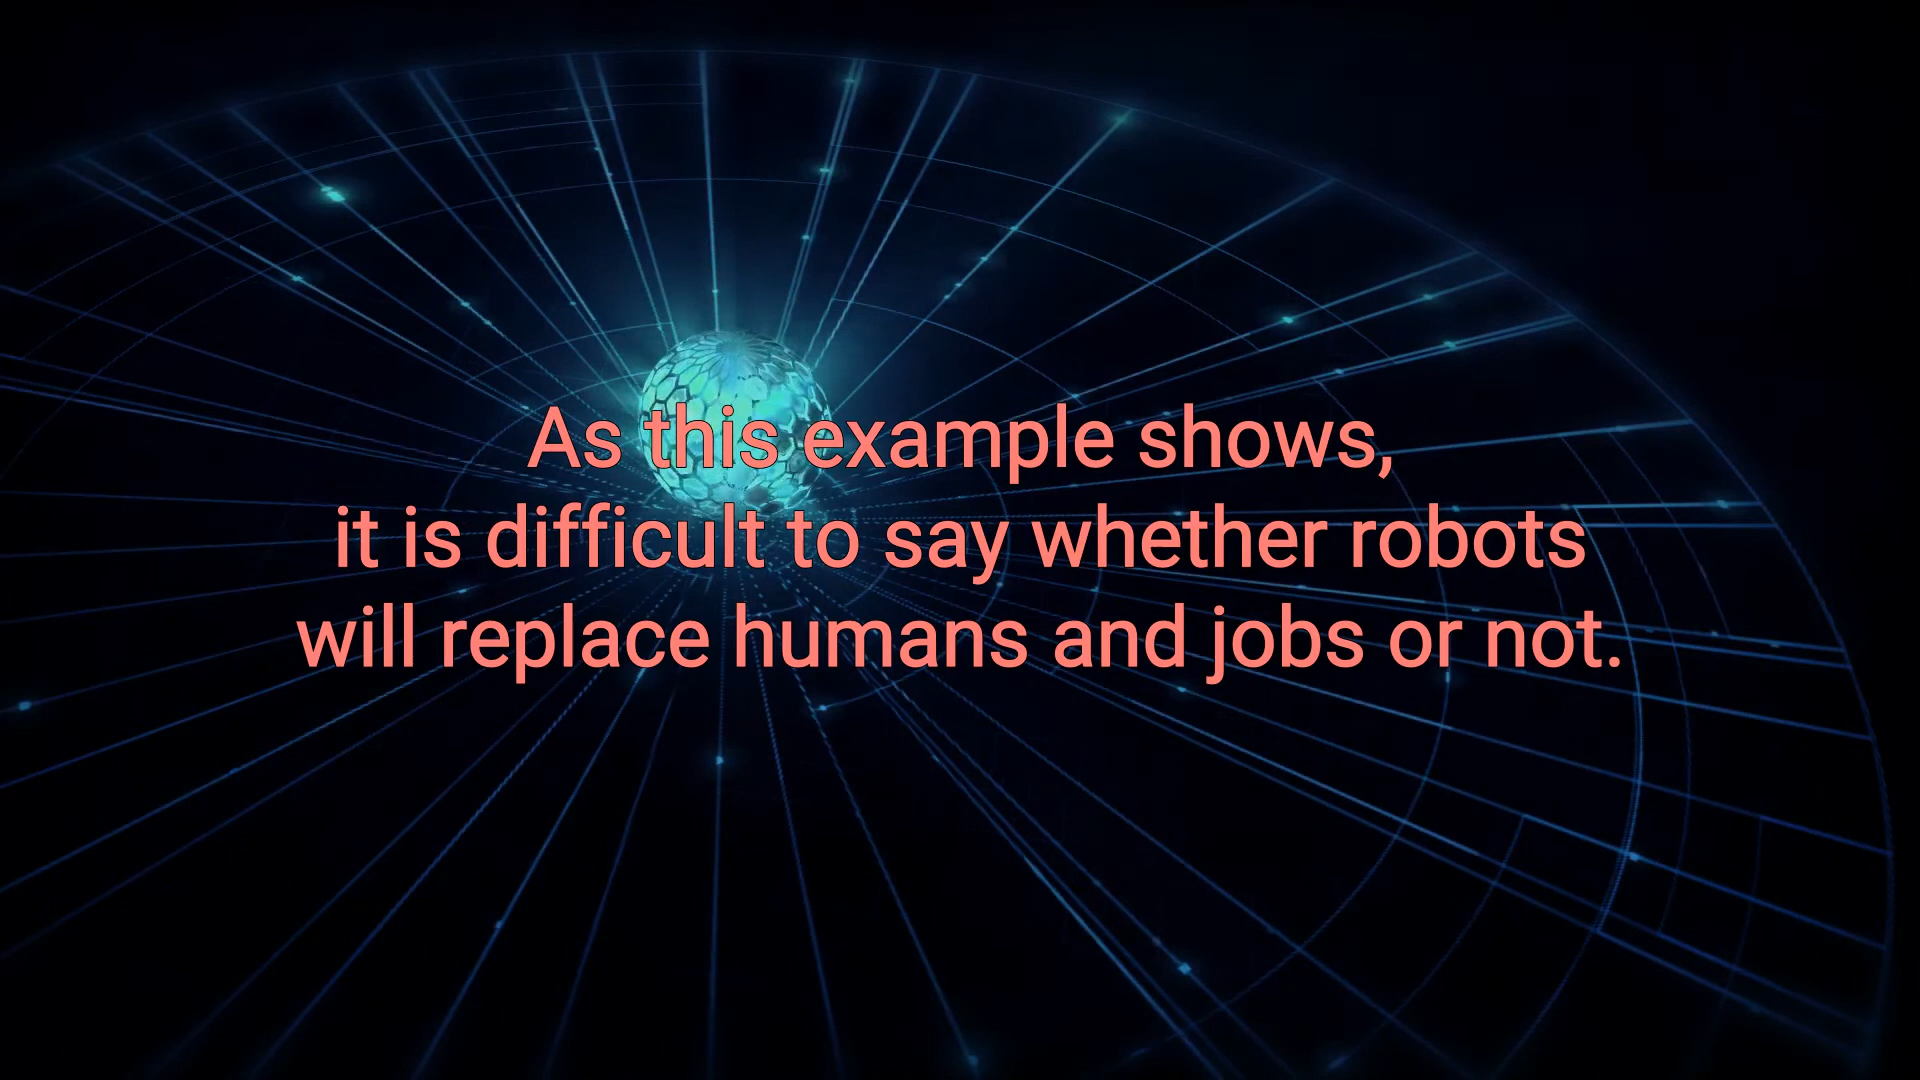 As this example shows,
it is difficult to say whether robots
will replace humans and jobs or not.